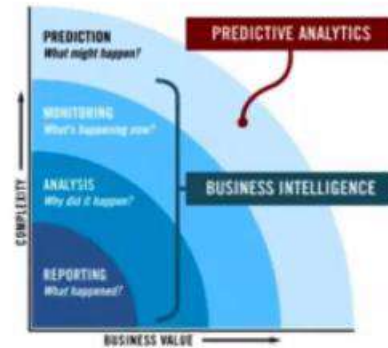 PREDICTION
What might happen?
PREDICTIVE ANALYTICS
MONITORING
What's happening now?
ANALYSIS
Why did it happen?
BUSINESS INTELLIGENCE
REPORTING
What happened?
COMPLEXITY
BUSINESS VALUE